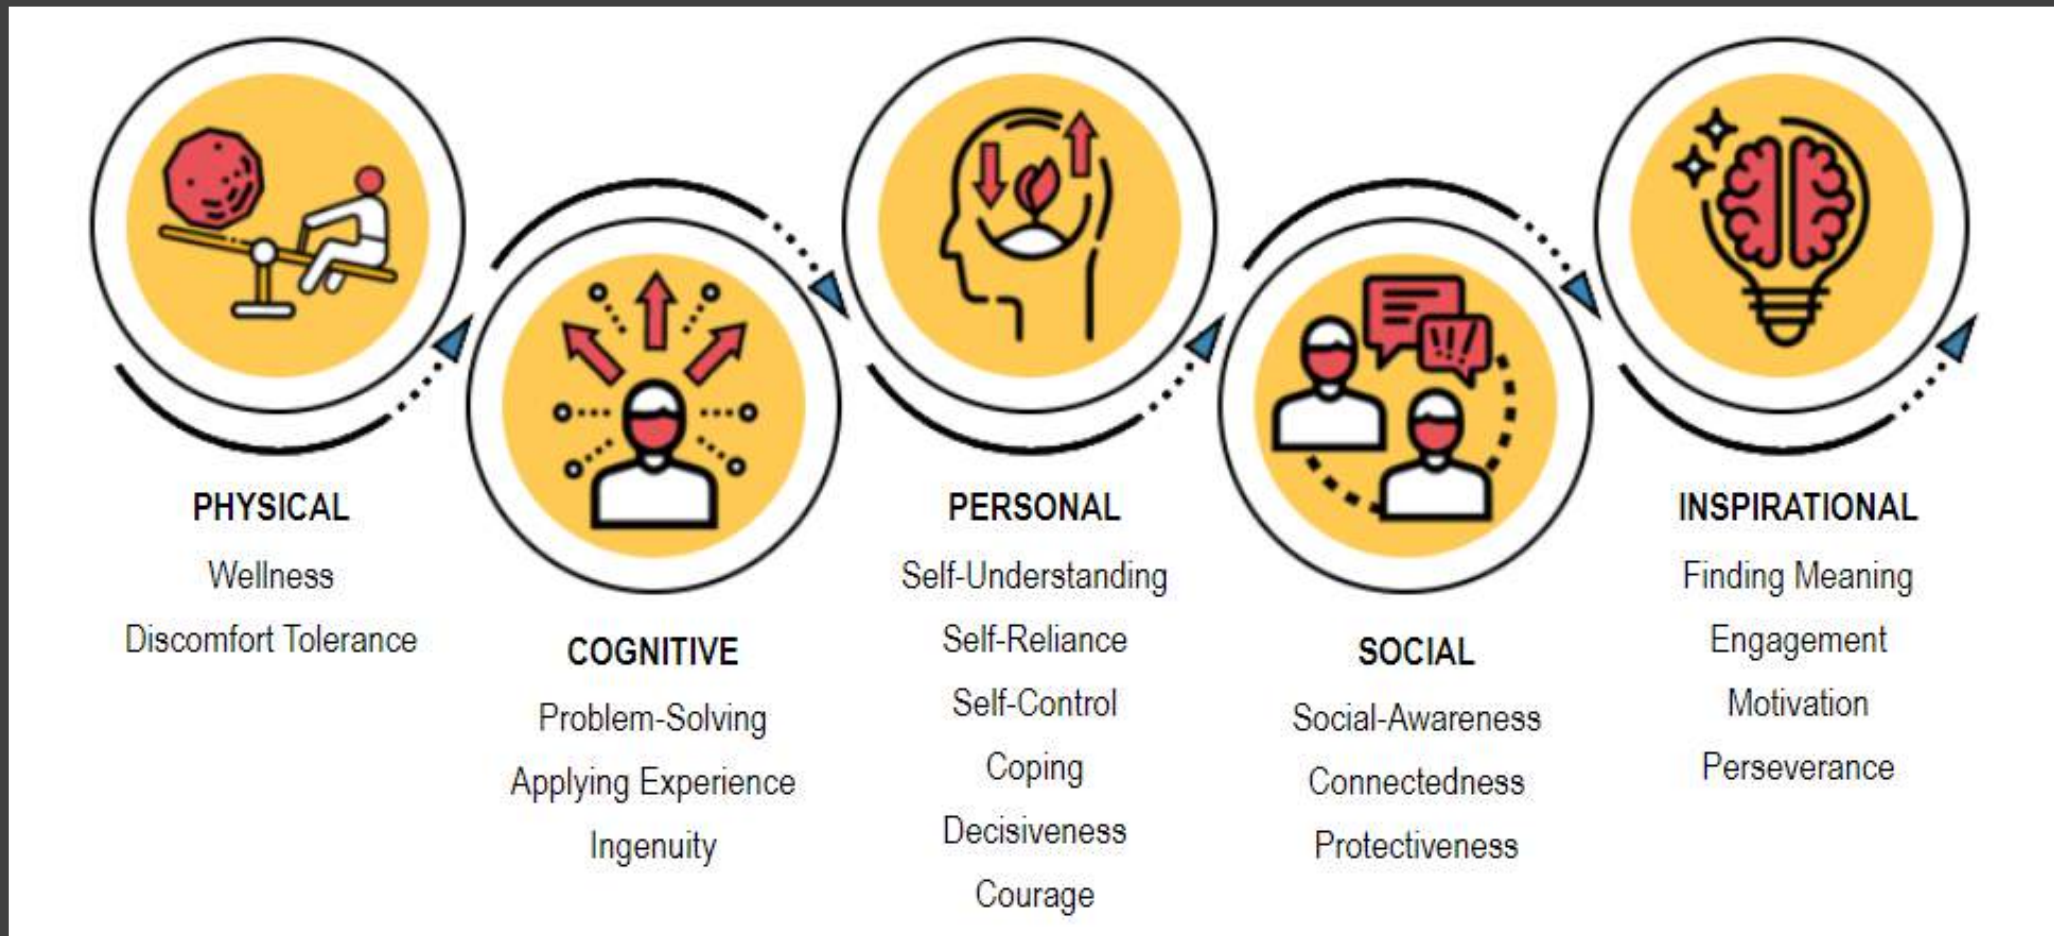 PHYSICAL
Wellness
Discomfort Tolerance
COGNITIVE
Problem-Solving
Applying Experience
Ingenuity
PERSONAL
Self-Understanding
Self-Reliance
Self-Control
Coping
Decisiveness
Courage
SOCIAL
Social-Awareness
Connectedness
Protectiveness
INSPIRATIONAL
Finding Meaning
Engagement
Motivation
Perseverance